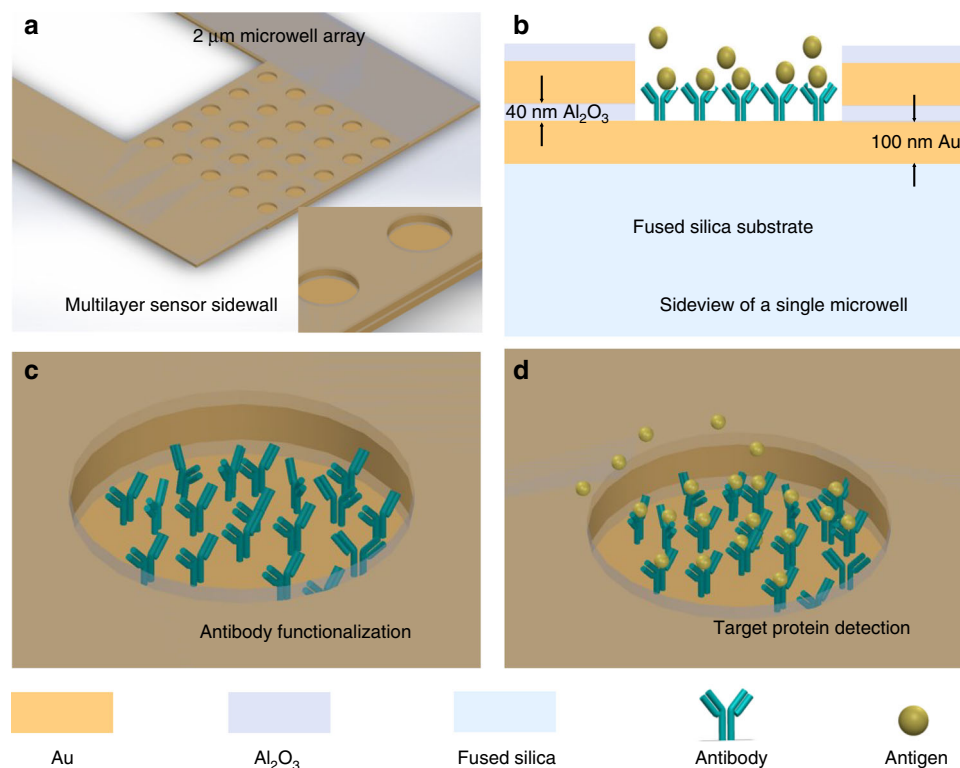 a
2 μm microwell array
Multilayer sensor sidewall
b
40 nm Al₂O₃
100 nm Au
Fused silica substrate
Sideview of a single microwell
c
Antibody functionalization
d
Target protein detection
Au
Al₂O₃
Fused silica
Antibody
Antigen